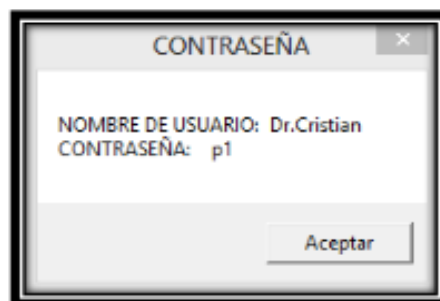 CONTRASEÑA
NOMBRE DE USUARIO: Dr.Cristian
CONTRASEÑA: p1
Aceptar